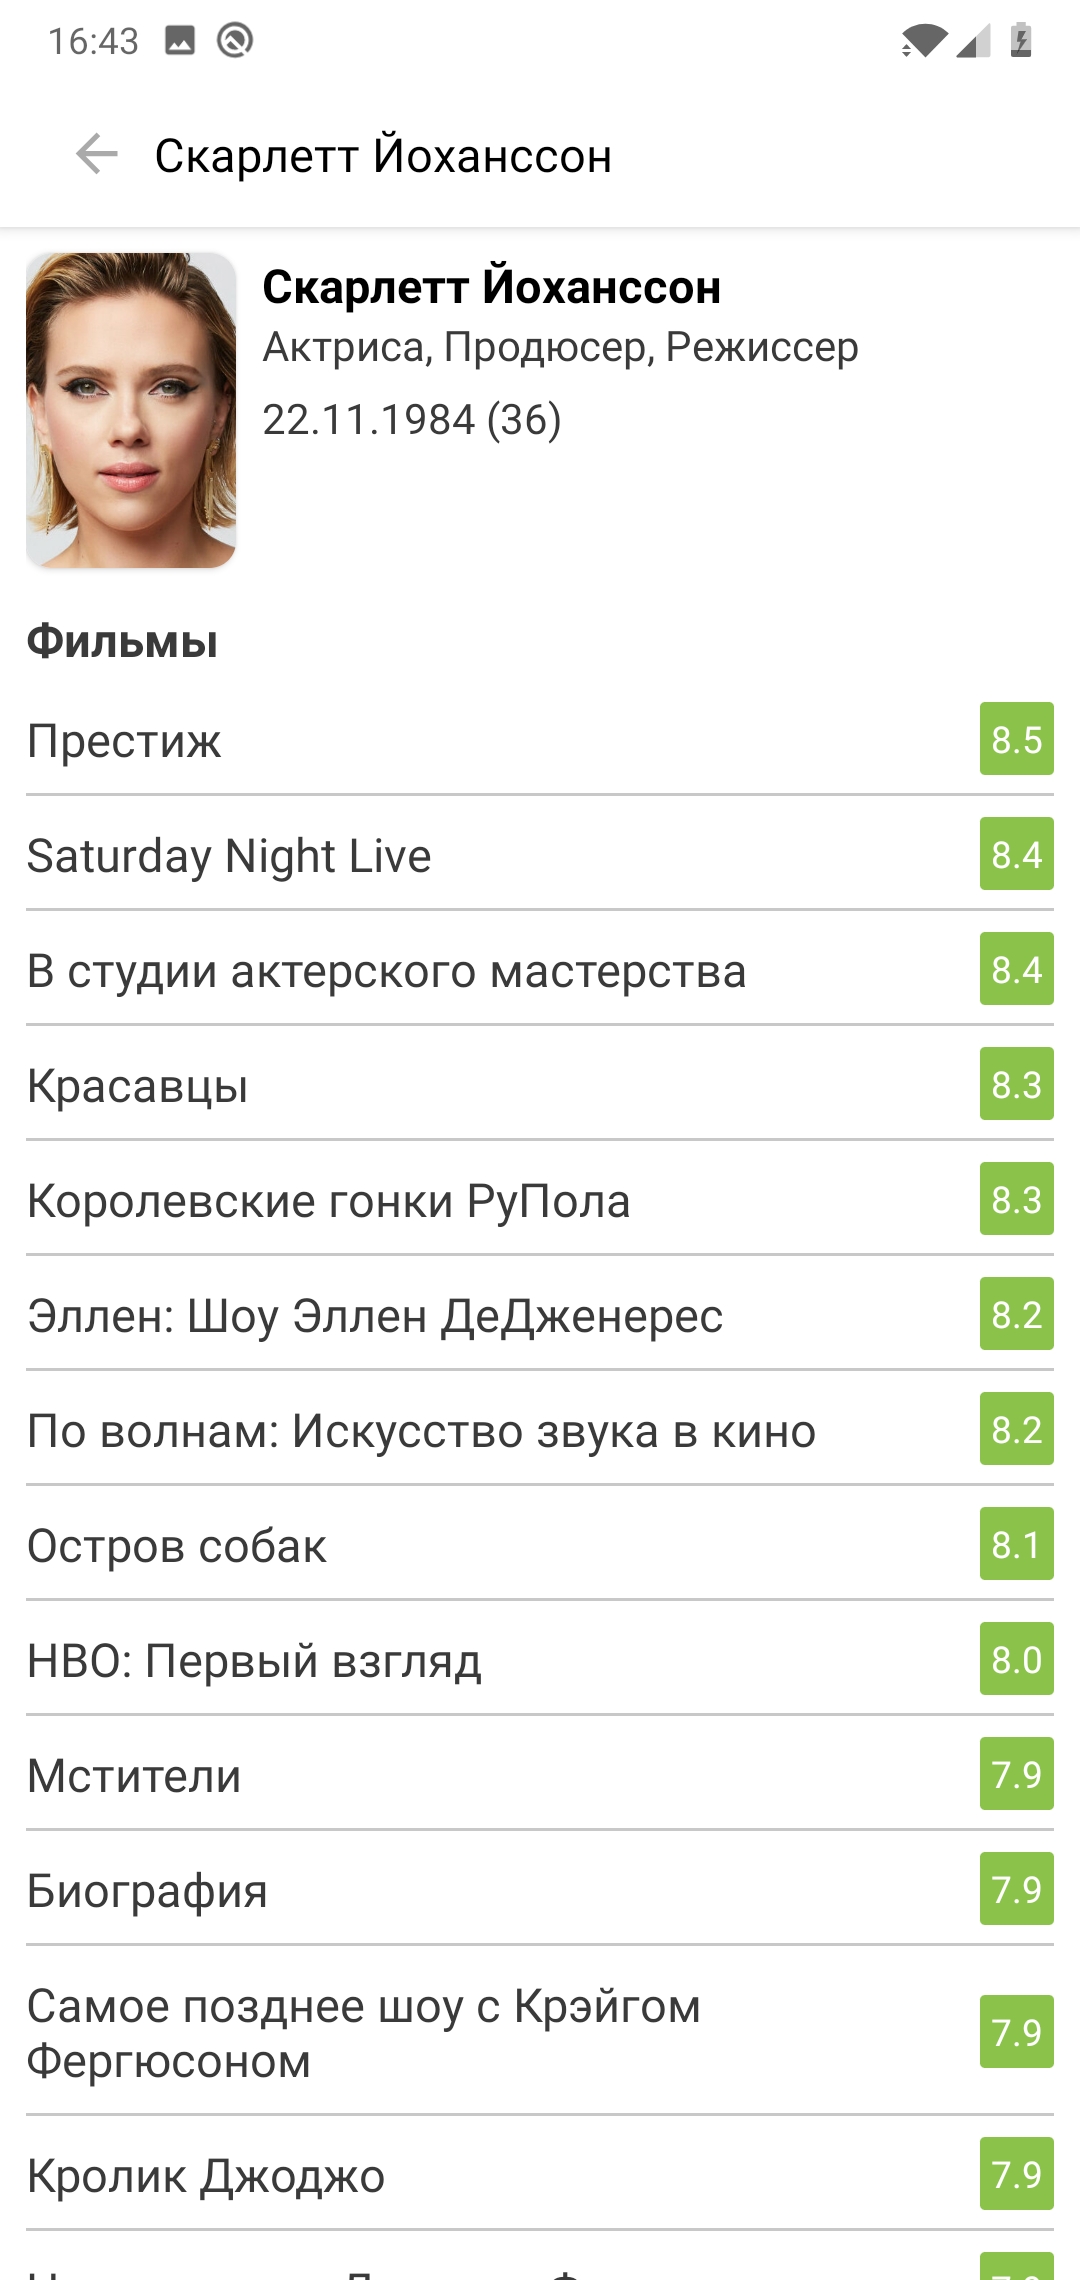 16:43
Скарлетт Йоханссон
Скарлетт Йоханссон
Актриса, Продюсер, Режиссер
22.11.1984 (36)
Фильмы
Престиж 8.5
Saturday Night Live 8.4
В студии актерского мастерства 8.4
Красавцы 8.3
Королевские гонки РуПола 8.3
Эллен: Шоу Эллен ДеДженерес 8.2
По волнам: Искусство звука в кино 8.2
Остров собак 8.1
HBO: Первый взгляд 8.0
Мстители 7.9
Биография 7.9
Самое позднее шоу с Крэйгом
Фергюсоном 7.9
Кролик Джоджо 7.9